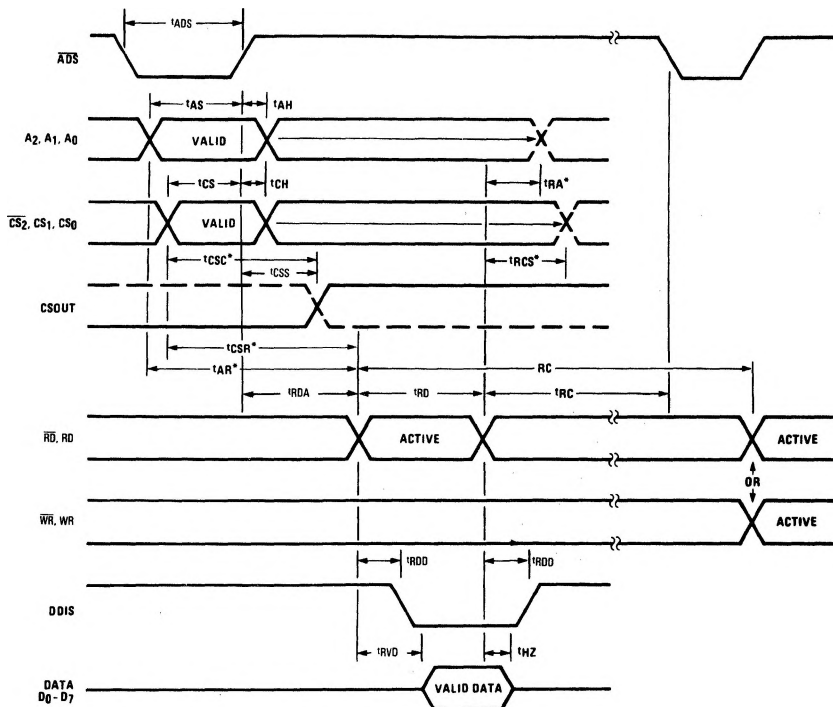 tADS
ADS
tAS tAH
A2, A1, A0 VALID
tRA*
tCS tCH
CS2, CS1, CS0 VALID
tCSC* tRCS*
tCSS
CSOUT
tCSR*
tAR* RC
tRDA tRD tRC
RD, RD ACTIVE ACTIVE
OR
WR, WR ACTIVE
tRDD tRDD
DDIS
tRVD tHZ
DATA
D0 - D7 VALID DATA